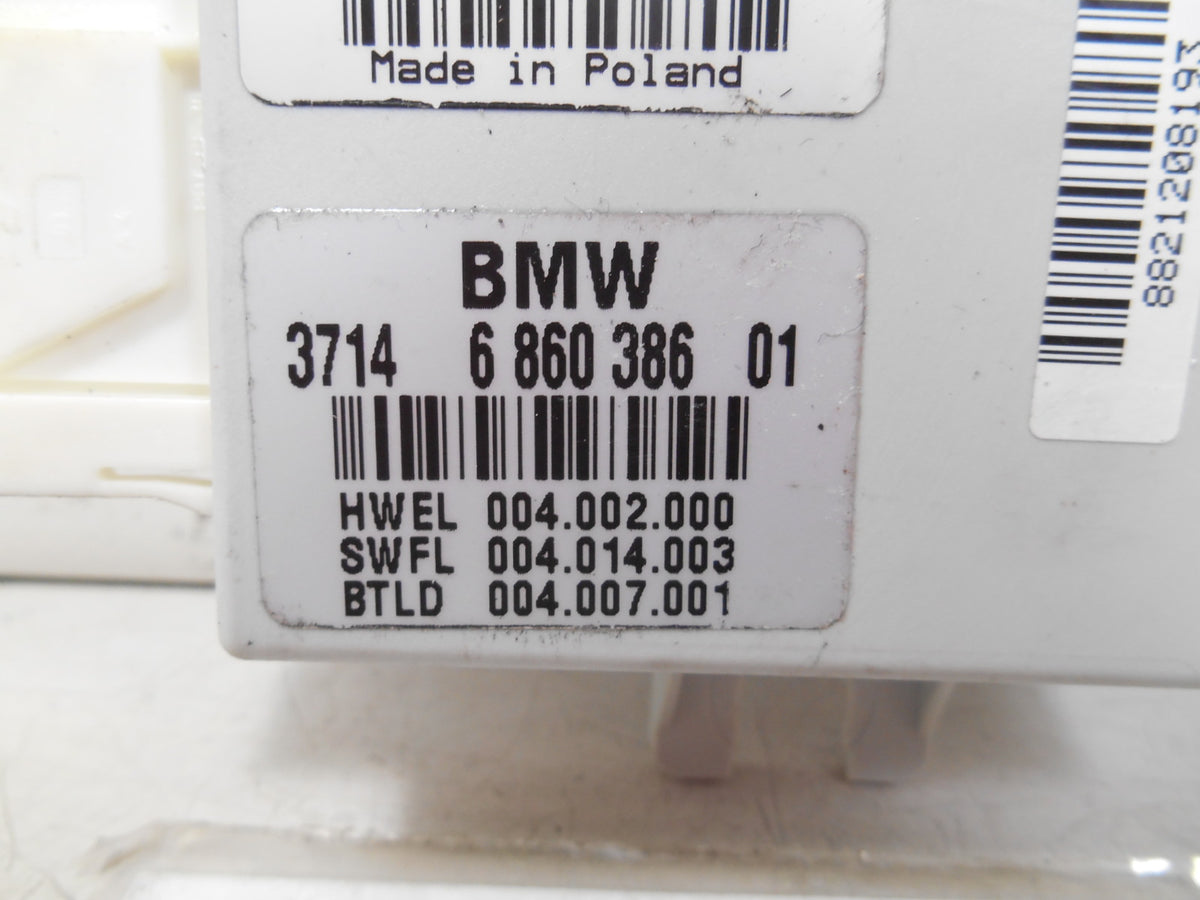 Made in Poland
BMW
3714 6 860 386 01
HWEL 004.002.000
SWFL 004.014.003
BTLD 004.007.001
88212081193